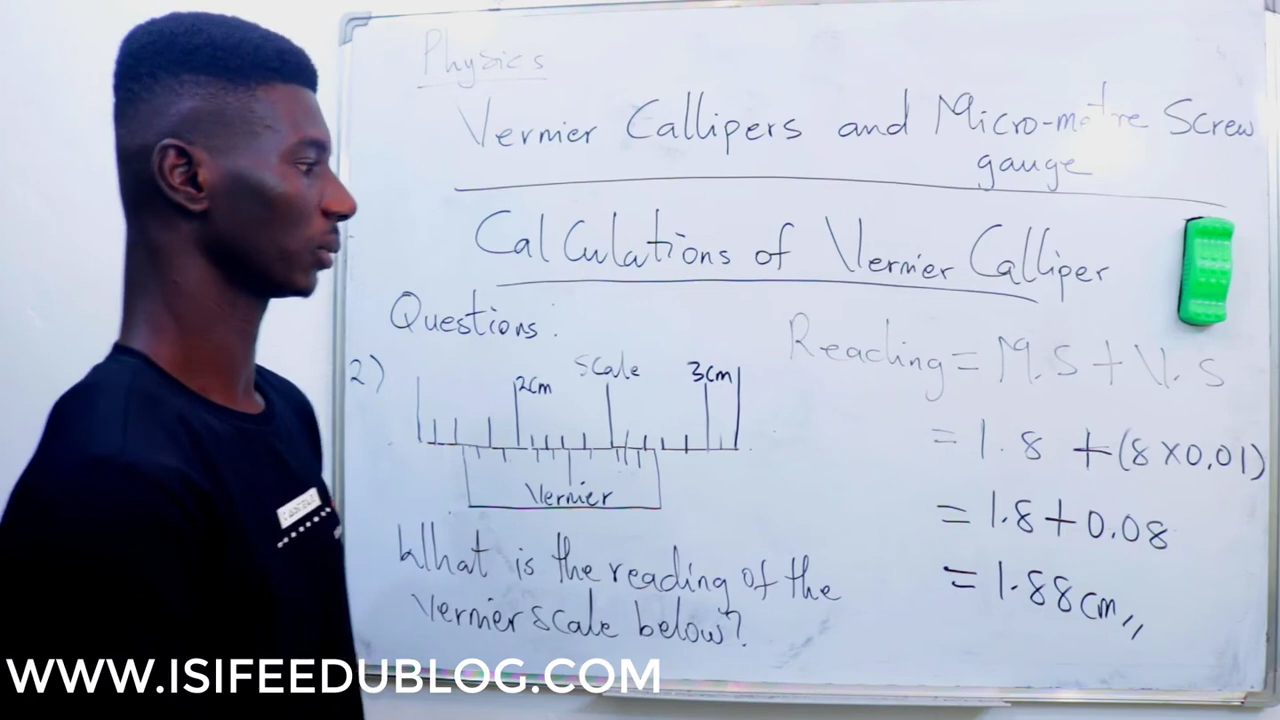 Physics
Vernier Callipers and Micro-metre Screw
gauge
Calculations of Vernier Calliper
Questions:
2)
2cm
Scale
3cm
Vernier
What is the reading of the
Vernier scale below?
Reading = M.S + V.S
= 1.8 + (8 x 0.01)
= 1.8 + 0.08
= 1.88cm,,
WWW.ISIFEEDUBLOG.COM